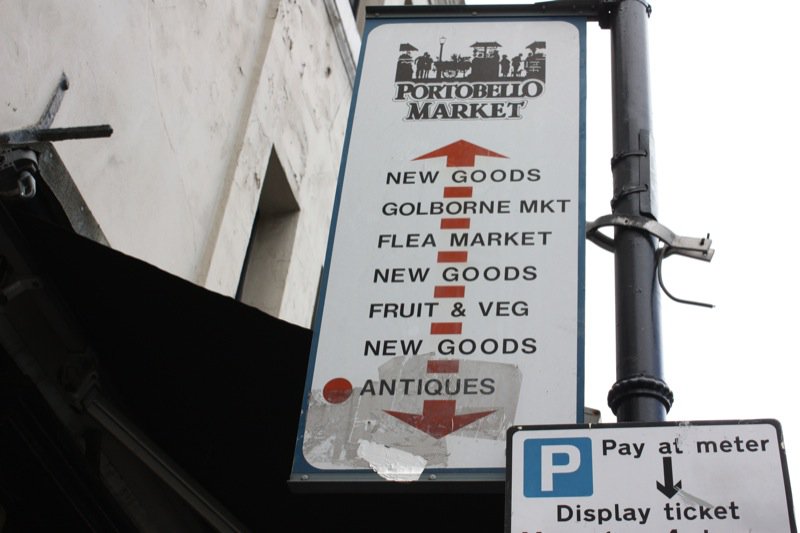 PORTOBELLO
MARKET
NEW GOODS
GOLBORNE MKT
FLEA MARKET
NEW GOODS
FRUIT & VEG
NEW GOODS
ANTIQUES
P
Pay at meter
Display ticket